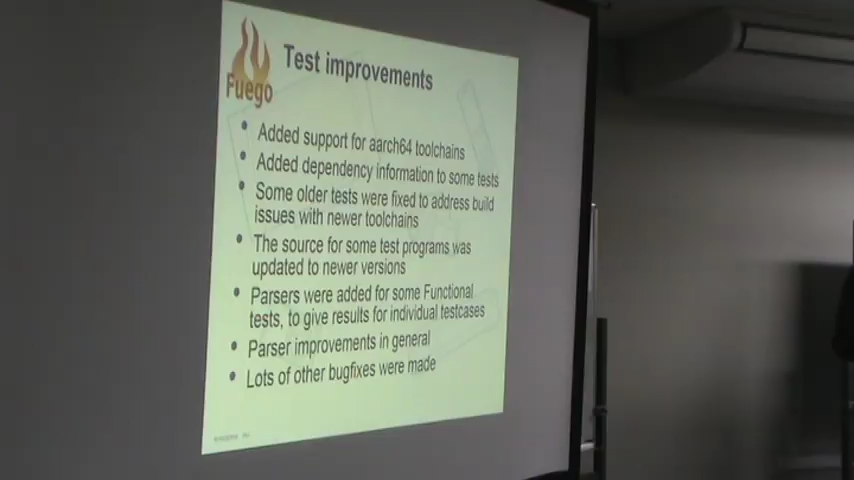 Fuego
Test improvements
• Added support for aarch64 toolchains
• Added dependency information to some tests
• Some older tests were fixed to address build
issues with newer toolchains
• The source for some test programs was
updated to newer versions
• Parsers were added for some Functional
tests, to give results for individual testcases
• Parser improvements in general
• Lots of other bugfixes were made